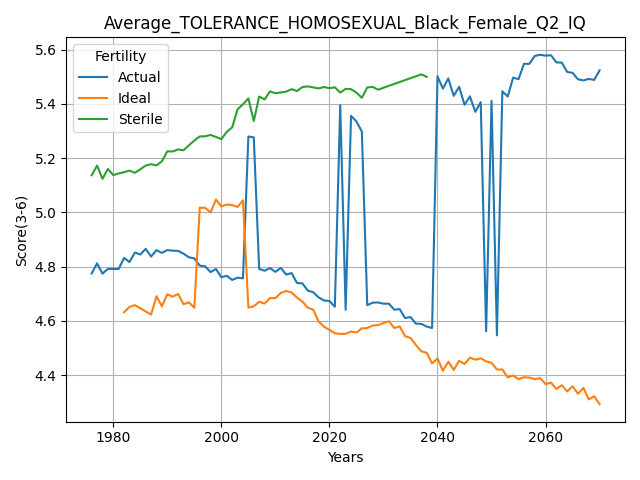 Average_TOLERANCE_HOMOSEXUAL_Black_Female_Q2_IQ
Fertility
Actual
Ideal
Sterile
Score(3-6)
5.6
5.4
5.2
5.0
4.8
4.6
4.4
1980
2000
2020
2040
2060
Years